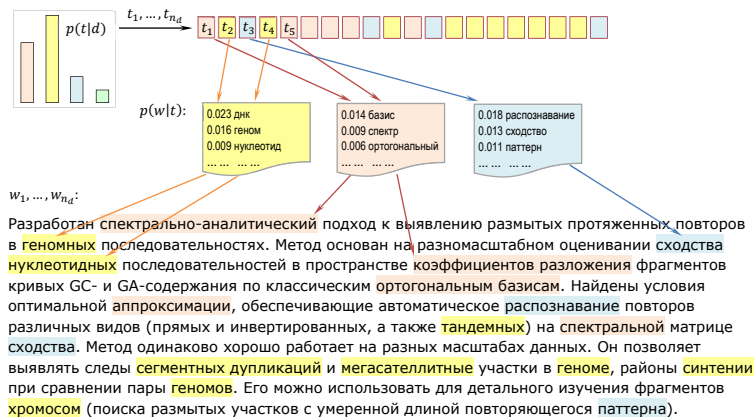 p(t|d)
t₁, …, t_{n_d}
t₁ t₂ t₃ t₄ t₅
p(w|t):
0.023 днк
0.016 геном
0.009 нуклеотид
… … … …
0.014 базис
0.009 спектр
0.006 ортогональный
… … … …
0.018 распознавание
0.013 сходство
0.011 паттерн
… … … …
w₁, …, w_{n_d}:
Разработан спектрально-аналитический подход к выявлению размытых протяженных повторов
в геномных последовательностях. Метод основан на разномасштабном оценивании сходства
нуклеотидных последовательностей в пространстве коэффициентов разложения фрагментов
кривых GC- и GA-содержания по классическим ортогональным базисам. Найдены условия
оптимальной аппроксимации, обеспечивающие автоматическое распознавание повторов
различных видов (прямых и инвертированных, а также тандемных) на спектральной матрице
сходства. Метод одинаково хорошо работает на разных масштабах данных. Он позволяет
выявлять следы сегментных дупликаций и мегасателлитные участки в геноме, районы синтении
при сравнении пары геномов. Его можно использовать для детального изучения фрагментов
хромосом (поиска размытых участков с умеренной длиной повторяющегося паттерна).